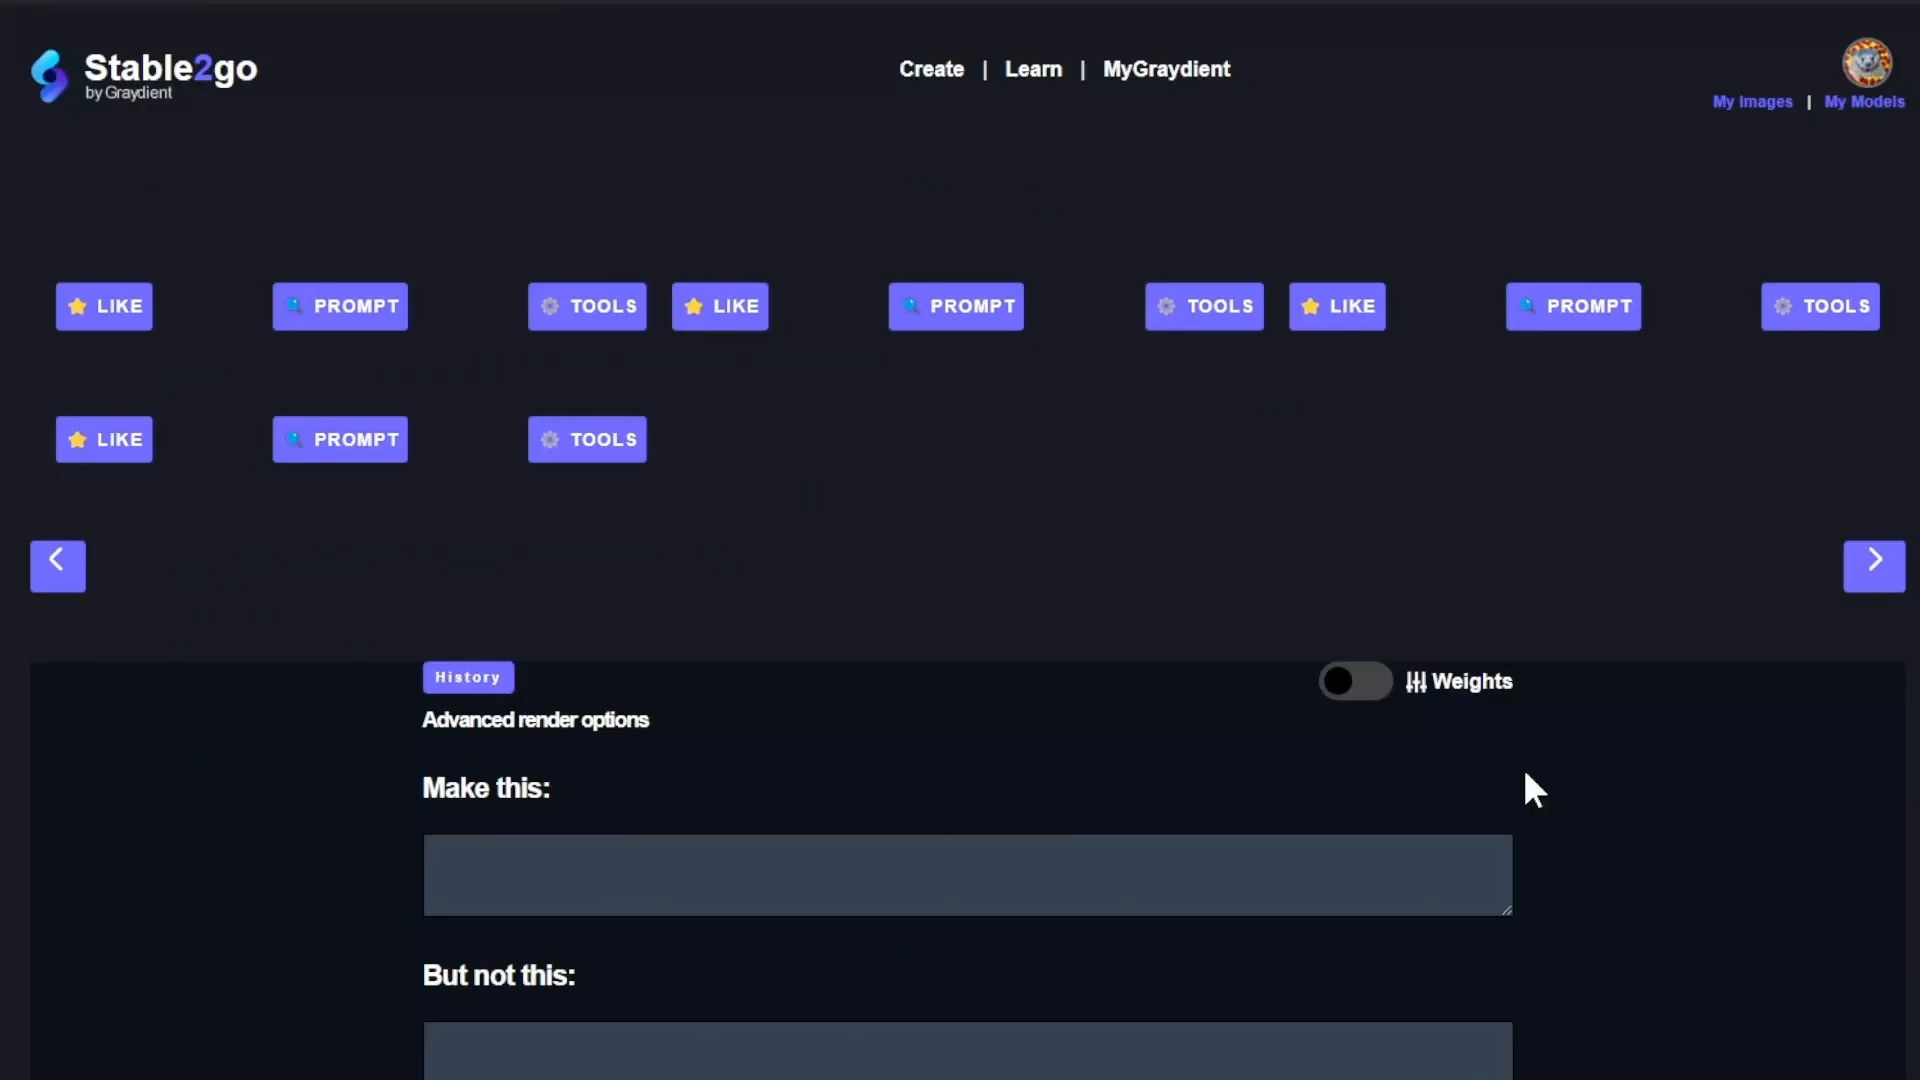 Stable2go
by Graydient
Create | Learn | MyGraydient
My Images | My Models
LIKE PROMPT TOOLS LIKE PROMPT TOOLS LIKE PROMPT TOOLS
LIKE PROMPT TOOLS
History
Weights
Advanced render options
Make this:
But not this: